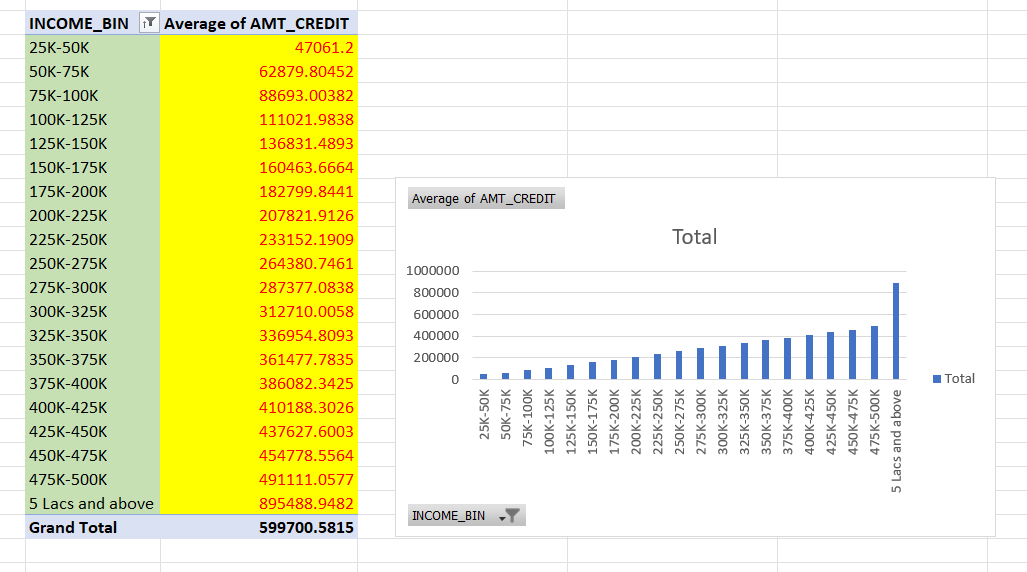 INCOME_BIN Average of AMT_CREDIT
25K-50K 47061.2
50K-75K 62879.80452
75K-100K 88693.00382
100K-125K 111021.9838
125K-150K 136831.4893
150K-175K 160463.6664
175K-200K 182799.8441
200K-225K 207821.9126
225K-250K 233152.1909
250K-275K 264380.7461
275K-300K 287377.0838
300K-325K 312710.0058
325K-350K 336954.8093
350K-375K 361477.7835
375K-400K 386082.3425
400K-425K 410188.3026
425K-450K 437627.6003
450K-475K 454778.5564
475K-500K 491111.0577
5 Lacs and above 895488.9482
Grand Total 599700.5815
Average of AMT_CREDIT
Total
1000000
800000
600000
400000
200000
0
25K-50K
50K-75K
75K-100K
100K-125K
125K-150K
150K-175K
175K-200K
200K-225K
225K-250K
250K-275K
275K-300K
300K-325K
325K-350K
350K-375K
375K-400K
400K-425K
425K-450K
450K-475K
475K-500K
5 Lacs and above
Total
INCOME_BIN